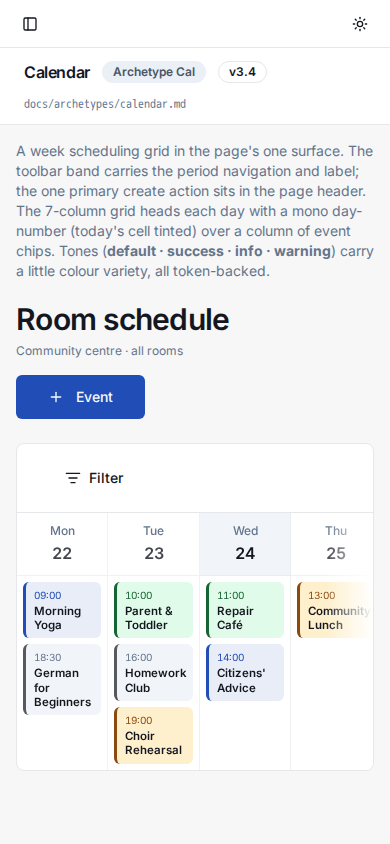 Calendar
Archetype Cal
v3.4
docs/archetypes/calendar.md
A week scheduling grid in the page's one surface. The
toolbar band carries the period navigation and label;
the one primary create action sits in the page header.
The 7-column grid heads each day with a mono day-
number (today's cell tinted) over a column of event
chips. Tones (default · success · info · warning) carry
a little colour variety, all token-backed.
Room schedule
Community centre · all rooms
+ Event
Filter
Mon
22
Tue
23
Wed
24
Thu
25
09:00
Morning
Yoga
18:30
German
for
Beginners
10:00
Parent &
Toddler
16:00
Homework
Club
19:00
Choir
Rehearsal
11:00
Repair
Café
14:00
Citizens'
Advice
13:00
Community
Lunch